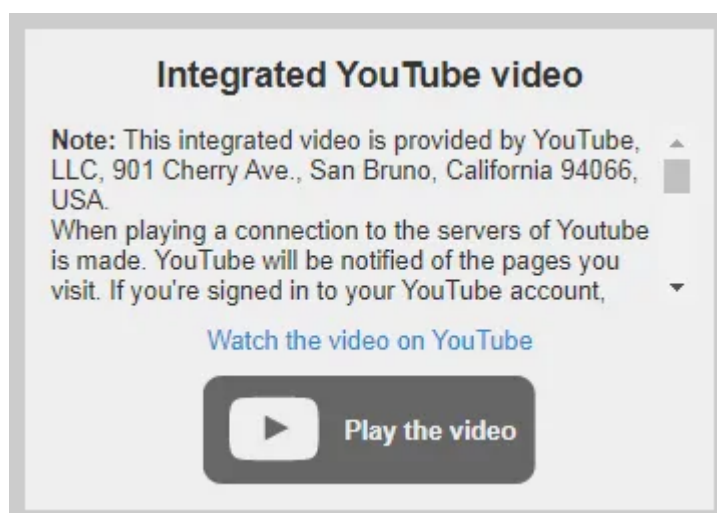 Integrated YouTube video
Note: This integrated video is provided by YouTube,
LLC, 901 Cherry Ave., San Bruno, California 94066,
USA.
When playing a connection to the servers of Youtube
is made. YouTube will be notified of the pages you
visit. If you're signed in to your YouTube account,
Watch the video on YouTube
Play the video